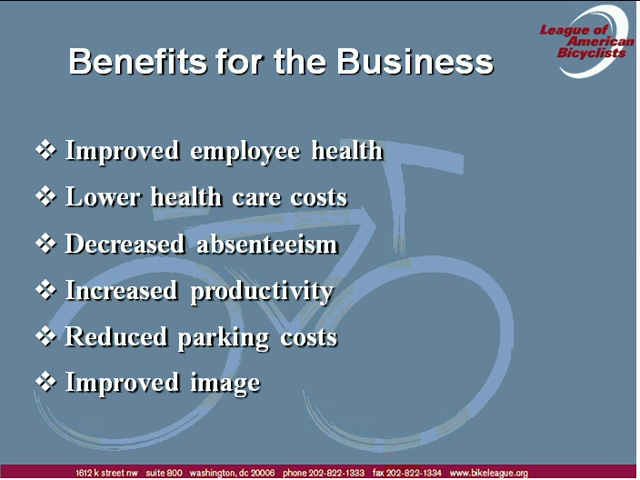 League of
American
Bicyclists
Benefits for the Business
❖ Improved employee health
❖ Lower health care costs
❖ Decreased absenteeism
❖ Increased productivity
❖ Reduced parking costs
❖ Improved image
1612 k street nw suite 800 washington, dc 20006 phone 202-822-1333 fax 202-822-1334 www.bikeleague.org